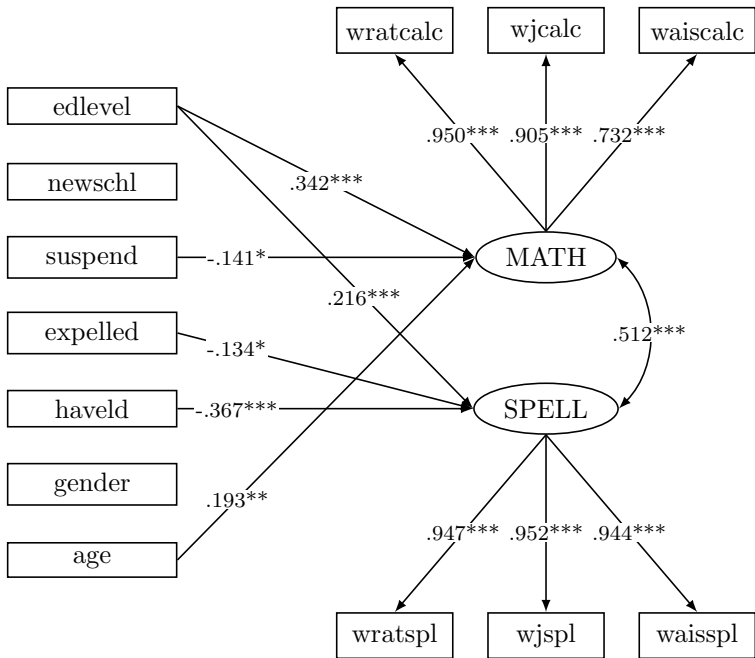 wratcalc wjcalc waiscalc
edlevel
.950*** .905*** .732***
newschl
.342***
suspend -.141* MATH
.216***
expelled -.134* .512***
haveld -.367*** SPELL
gender
.193**
.947*** .952*** .944***
age
wratspl wjspl waisspl